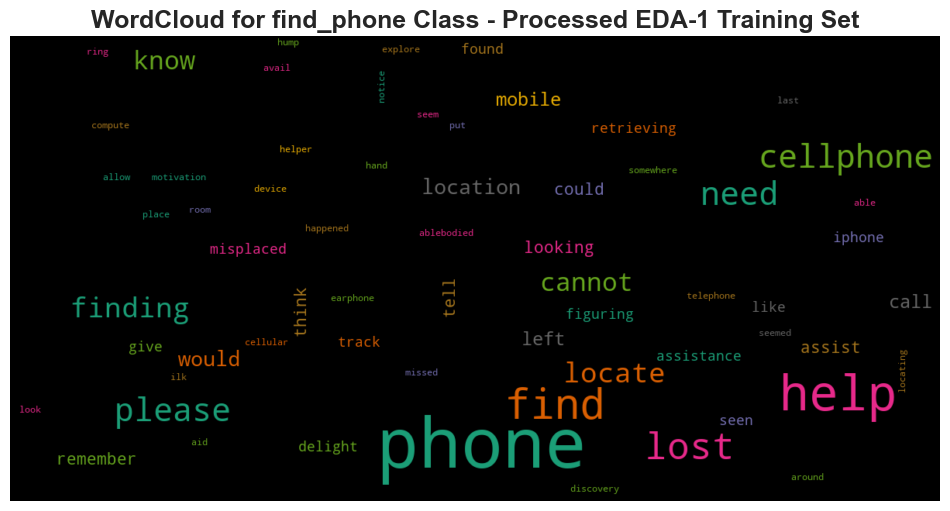 WordCloud for find_phone Class - Processed EDA-1 Training Set
hump
ring
explore
found
know
avail
notice
mobile
last
seem
compute
put
retrieving
helper
cellphone
hand
somewhere
allow
motivation
device
location
could
need
able
place
room
happened
ablebodied
iphone
misplaced
looking
cannot
finding
think
earphone
tell
telephone
like
call
figuring
seemed
left
give
cellular
track
assist
would
assistance
locating
ilk
missed
locate
help
look
please
find
seen
aid
phone
lost
remember
delight
around
discovery